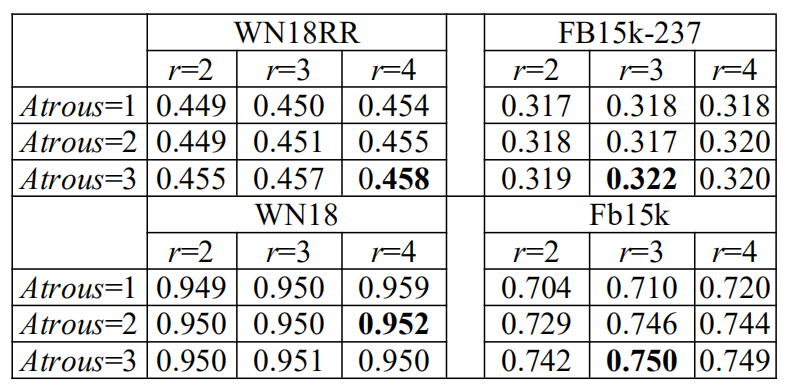 WN18RR FB15k-237
r=2 r=3 r=4 r=2 r=3 r=4
Atrous=1 0.449 0.450 0.454 0.317 0.318 0.318
Atrous=2 0.449 0.451 0.455 0.318 0.317 0.320
Atrous=3 0.455 0.457 0.458 0.319 0.322 0.320
WN18 Fb15k
r=2 r=3 r=4 r=2 r=3 r=4
Atrous=1 0.949 0.950 0.959 0.704 0.710 0.720
Atrous=2 0.950 0.950 0.952 0.729 0.746 0.744
Atrous=3 0.950 0.951 0.950 0.742 0.750 0.749